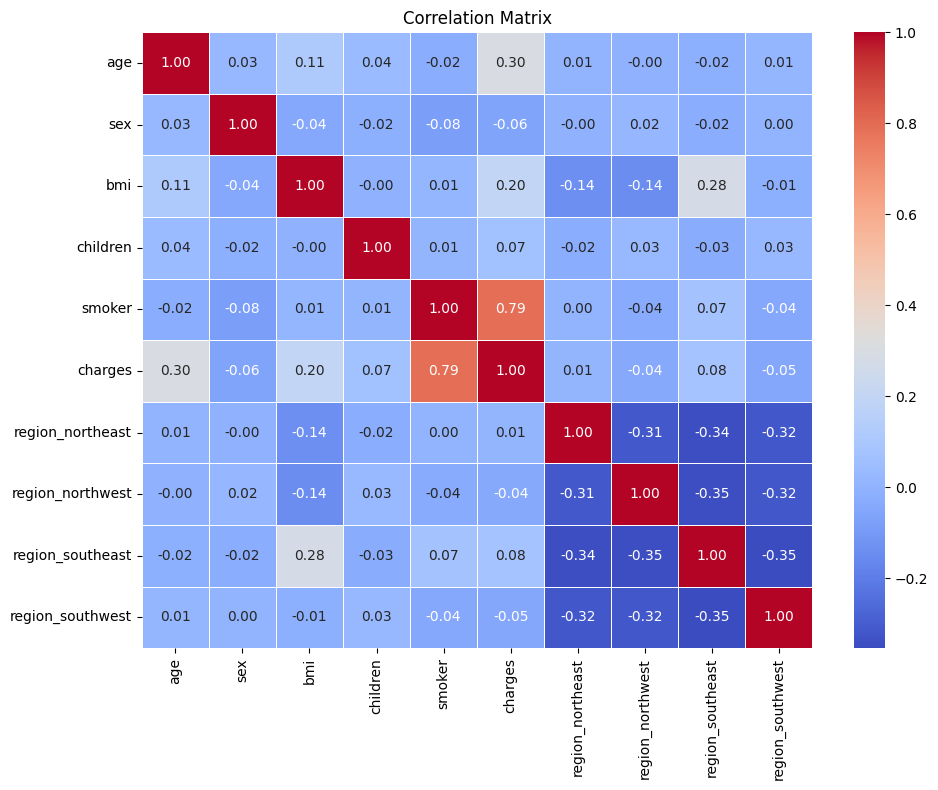 Correlation Matrix
age 1.00 0.03 0.11 0.04 -0.02 0.30 0.01 -0.00 -0.02 0.01
sex 0.03 1.00 -0.04 -0.02 -0.08 -0.06 -0.00 0.02 -0.02 0.00
bmi 0.11 -0.04 1.00 -0.00 0.01 0.20 -0.14 -0.14 0.28 -0.01
children 0.04 -0.02 -0.00 1.00 0.01 0.07 -0.02 0.03 -0.03 0.03
smoker -0.02 -0.08 0.01 0.01 1.00 0.79 0.00 -0.04 0.07 -0.04
charges 0.30 -0.06 0.20 0.07 0.79 1.00 0.01 -0.04 0.08 -0.05
region_northeast 0.01 -0.00 -0.14 -0.02 0.00 0.01 1.00 -0.31 -0.34 -0.32
region_northwest -0.00 0.02 -0.14 0.03 -0.04 -0.04 -0.31 1.00 -0.35 -0.32
region_southeast -0.02 -0.02 0.28 -0.03 0.07 0.08 -0.34 -0.35 1.00 -0.35
region_southwest 0.01 0.00 -0.01 0.03 -0.04 -0.05 -0.32 -0.32 -0.35 1.00
age sex bmi children smoker charges region_northeast region_northwest region_southeast region_southwest
1.0
0.8
0.6
0.4
0.2
0.0
−0.2